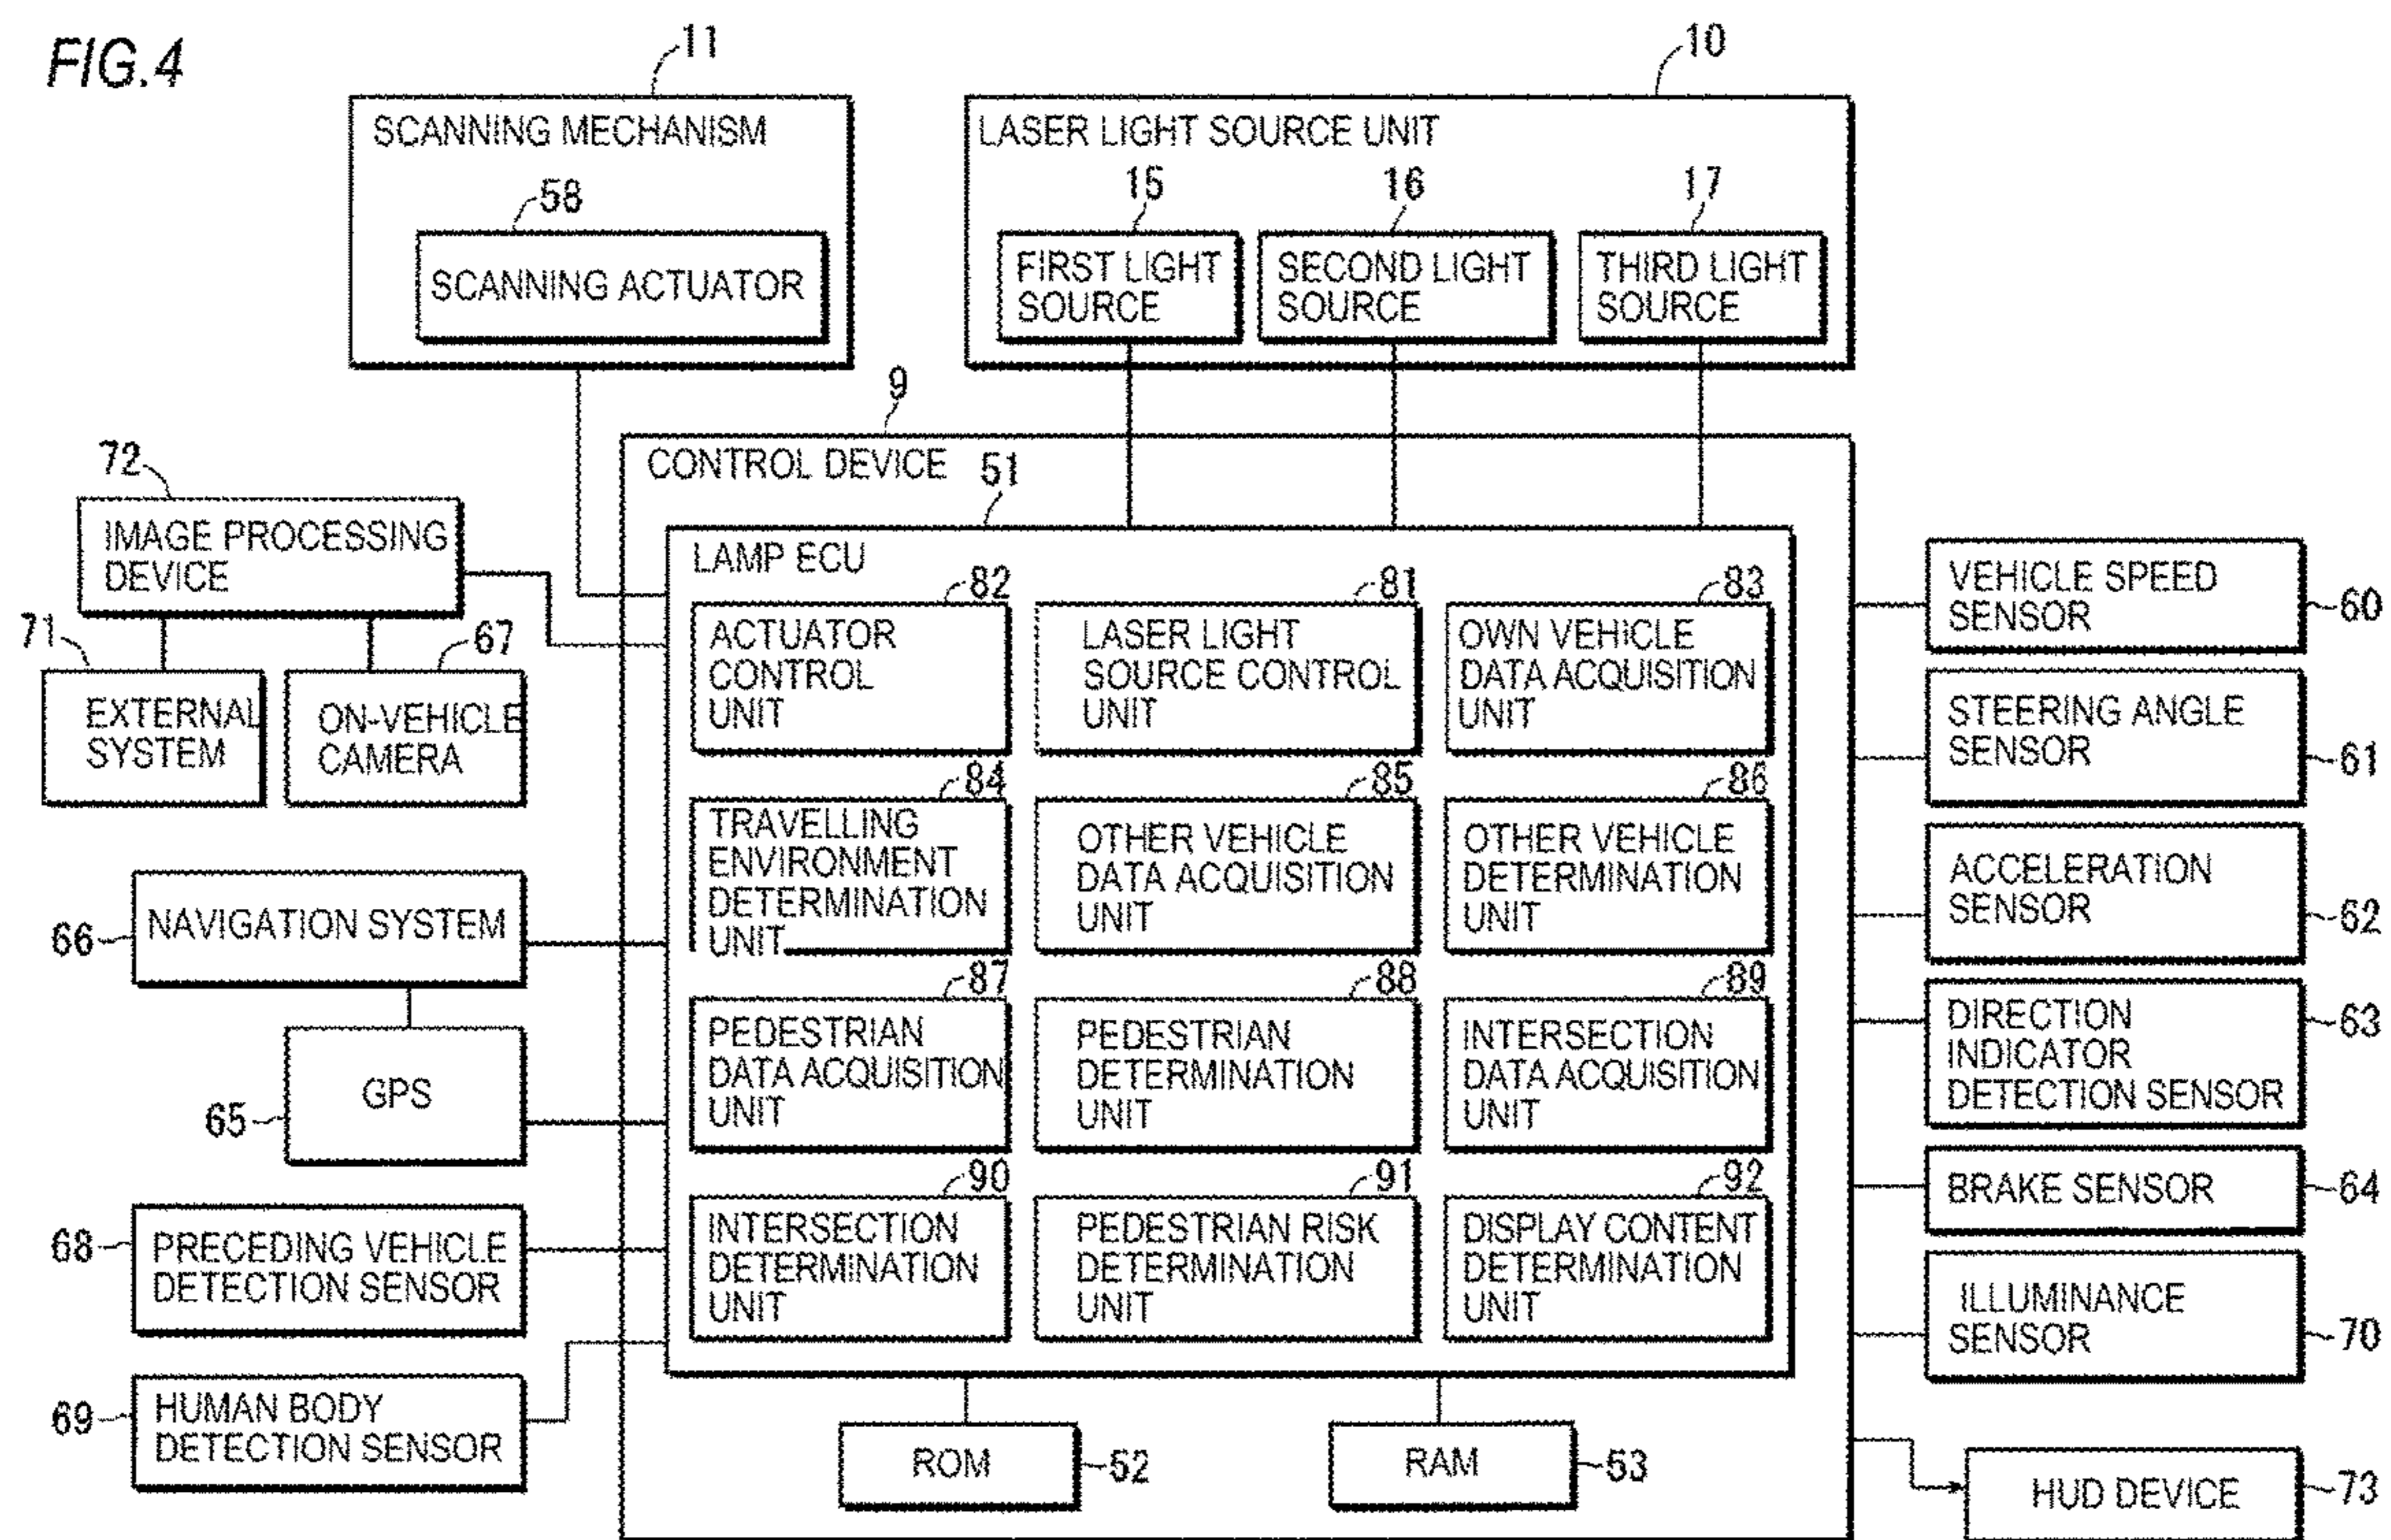 FIG.4
11
10
SCANNING MECHANISM
58
SCANNING ACTUATOR
LASER LIGHT SOURCE UNIT
15
16
17
FIRST LIGHT
SOURCE
SECOND LIGHT
SOURCE
THIRD LIGHT
SOURCE
9
CONTROL DEVICE
51
72
IMAGE PROCESSING
DEVICE
71
67
EXTERNAL
SYSTEM
ON-VEHICLE
CAMERA
66
NAVIGATION SYSTEM
65
GPS
68
PRECEDING VEHICLE
DETECTION SENSOR
69
HUMAN BODY
DETECTION SENSOR
LAMP ECU
82
81
83
ACTUATOR
CONTROL
UNIT
LASER LIGHT
SOURCE CONTROL
UNIT
OWN VEHICLE
DATA ACQUISITION
UNIT
84
85
86
TRAVELLING
ENVIRONMENT
DETERMINATION
UNIT
OTHER VEHICLE
DATA ACQUISITION
UNIT
OTHER VEHICLE
DETERMINATION
UNIT
87
88
89
PEDESTRIAN
DATA ACQUISITION
UNIT
PEDESTRIAN
DETERMINATION
UNIT
INTERSECTION
DATA ACQUISITION
UNIT
90
91
92
INTERSECTION
DETERMINATION
UNIT
PEDESTRIAN RISK
DETERMINATION
UNIT
DISPLAY CONTENT
DETERMINATION
UNIT
ROM
52
RAM
53
VEHICLE SPEED
SENSOR
60
STEERING ANGLE
SENSOR
61
ACCELERATION
SENSOR
62
DIRECTION
INDICATOR
DETECTION SENSOR
63
BRAKE SENSOR
64
ILLUMINANCE
SENSOR
70
HUD DEVICE
73